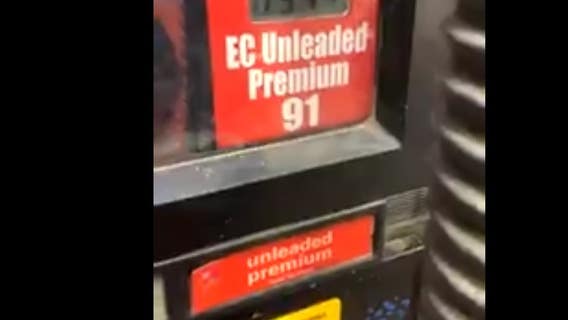 EC Unleaded
Premium
91
unleaded
premium